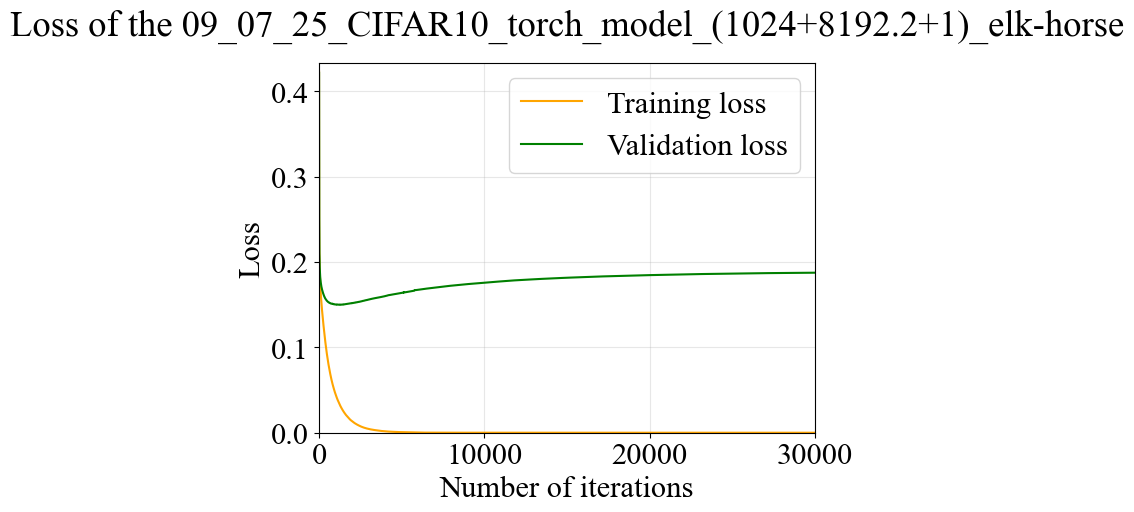 Loss of the 09_07_25_CIFAR10_torch_model_(1024+8192.2+1)_elk-horse
0.4
0.3
0.2
0.1
0.0
Loss
Training loss
Validation loss
0 10000 20000 30000
Number of iterations